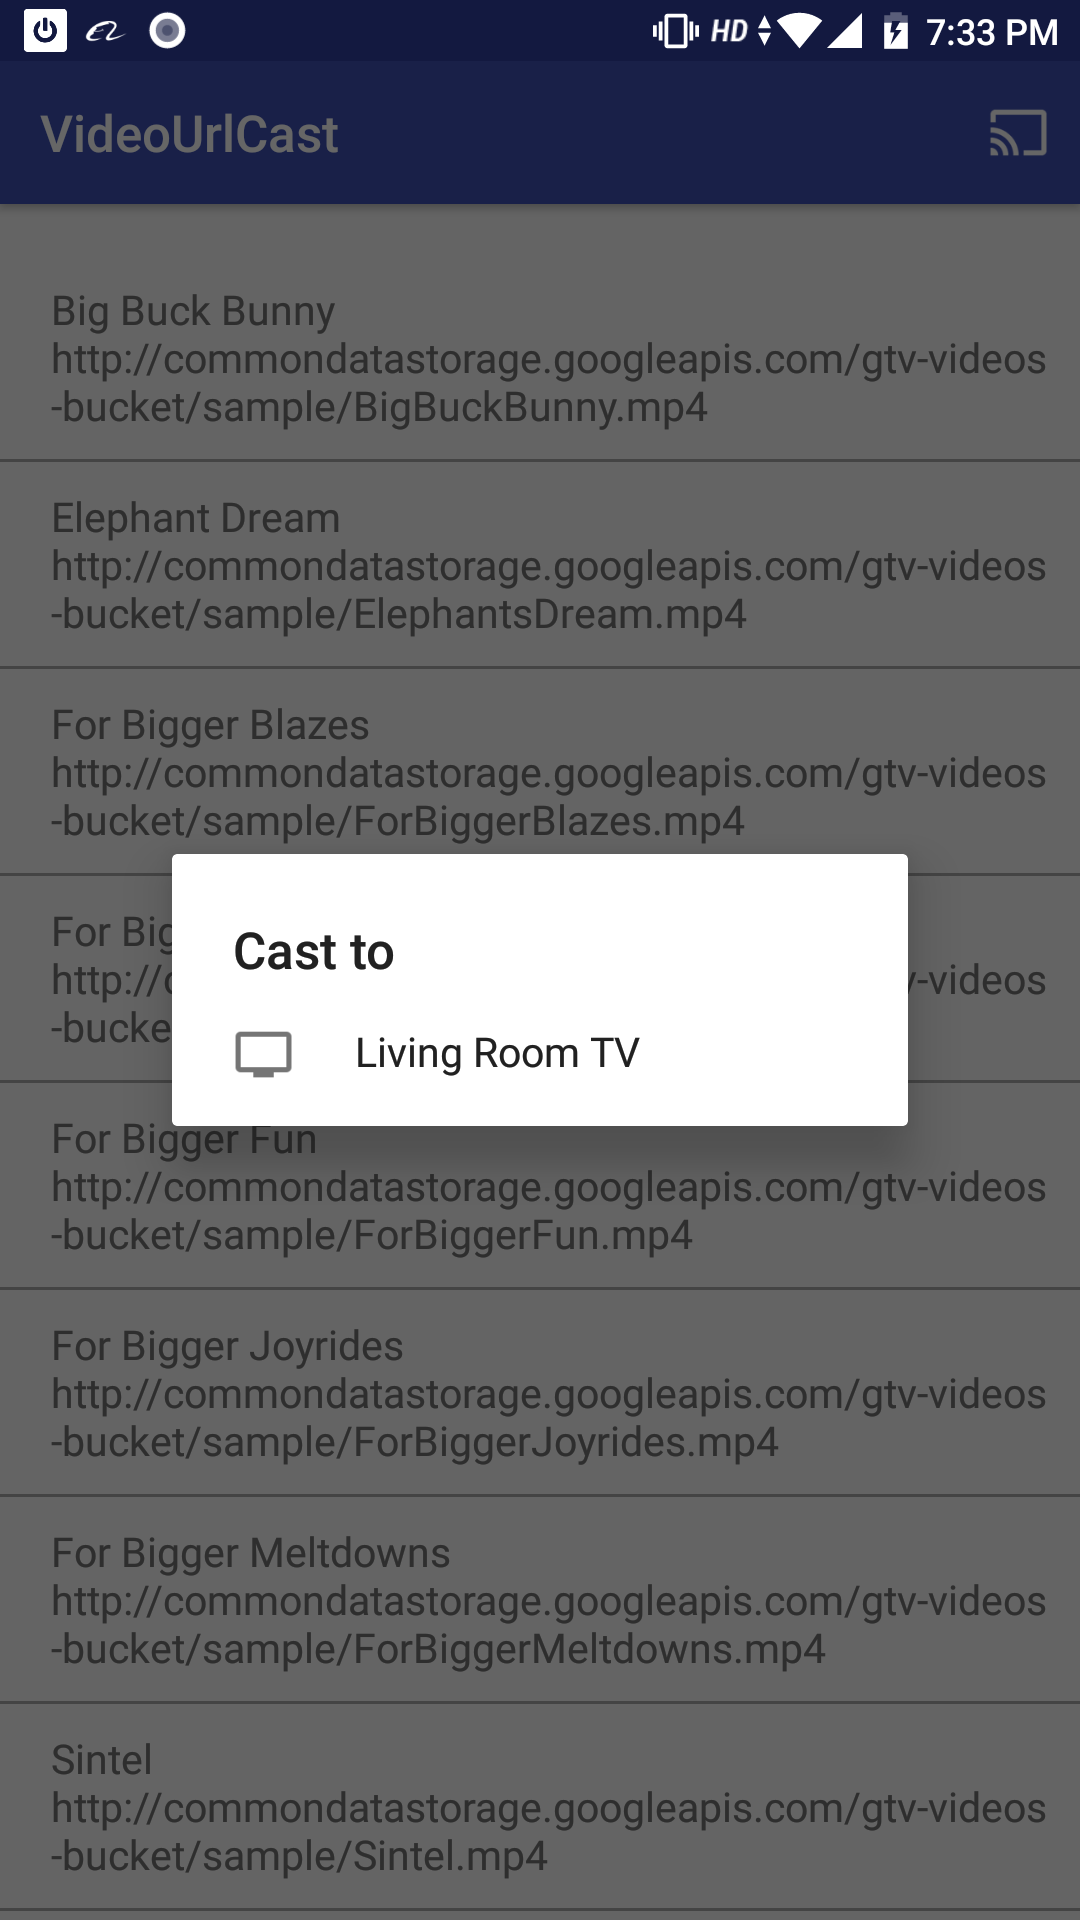 HD 7:33 PM
VideoUrlCast
Big Buck Bunny
http://commondatastorage.googleapis.com/gtv-videos
-bucket/sample/BigBuckBunny.mp4
Elephant Dream
http://commondatastorage.googleapis.com/gtv-videos
-bucket/sample/ElephantsDream.mp4
For Bigger Blazes
http://commondatastorage.googleapis.com/gtv-videos
-bucket/sample/ForBiggerBlazes.mp4
For Big
http://
-videos
-bucke
Cast to
Living Room TV
For Bigger Fun
http://commondatastorage.googleapis.com/gtv-videos
-bucket/sample/ForBiggerFun.mp4
For Bigger Joyrides
http://commondatastorage.googleapis.com/gtv-videos
-bucket/sample/ForBiggerJoyrides.mp4
For Bigger Meltdowns
http://commondatastorage.googleapis.com/gtv-videos
-bucket/sample/ForBiggerMeltdowns.mp4
Sintel
http://commondatastorage.googleapis.com/gtv-videos
-bucket/sample/Sintel.mp4